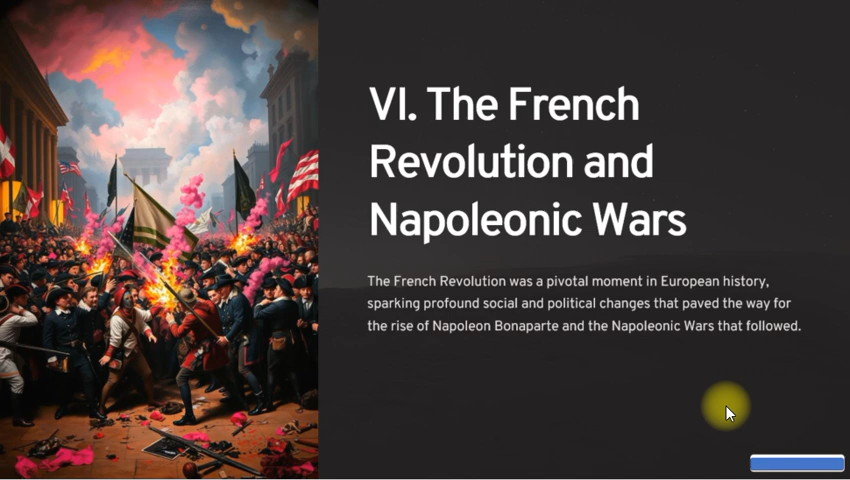 VI. The French
Revolution and
Napoleonic Wars
The French Revolution was a pivotal moment in European history,
sparking profound social and political changes that paved the way for
the rise of Napoleon Bonaparte and the Napoleonic Wars that followed.